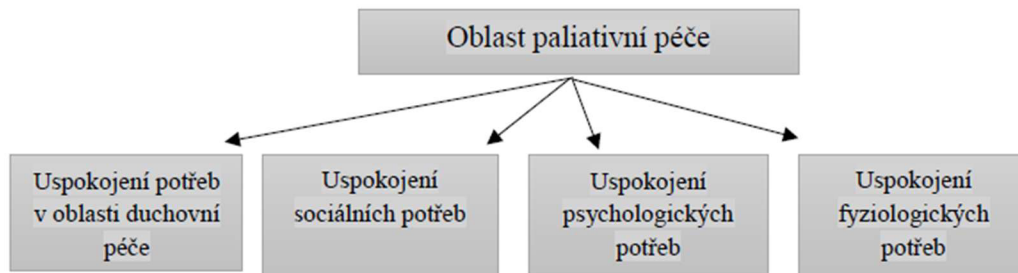 Oblast paliativní péče
Uspokojení potřeb
v oblasti duchovní
péče
Uspokojení
sociálních potřeb
Uspokojení
psychologických
potřeb
Uspokojení
fyziologických
potřeb